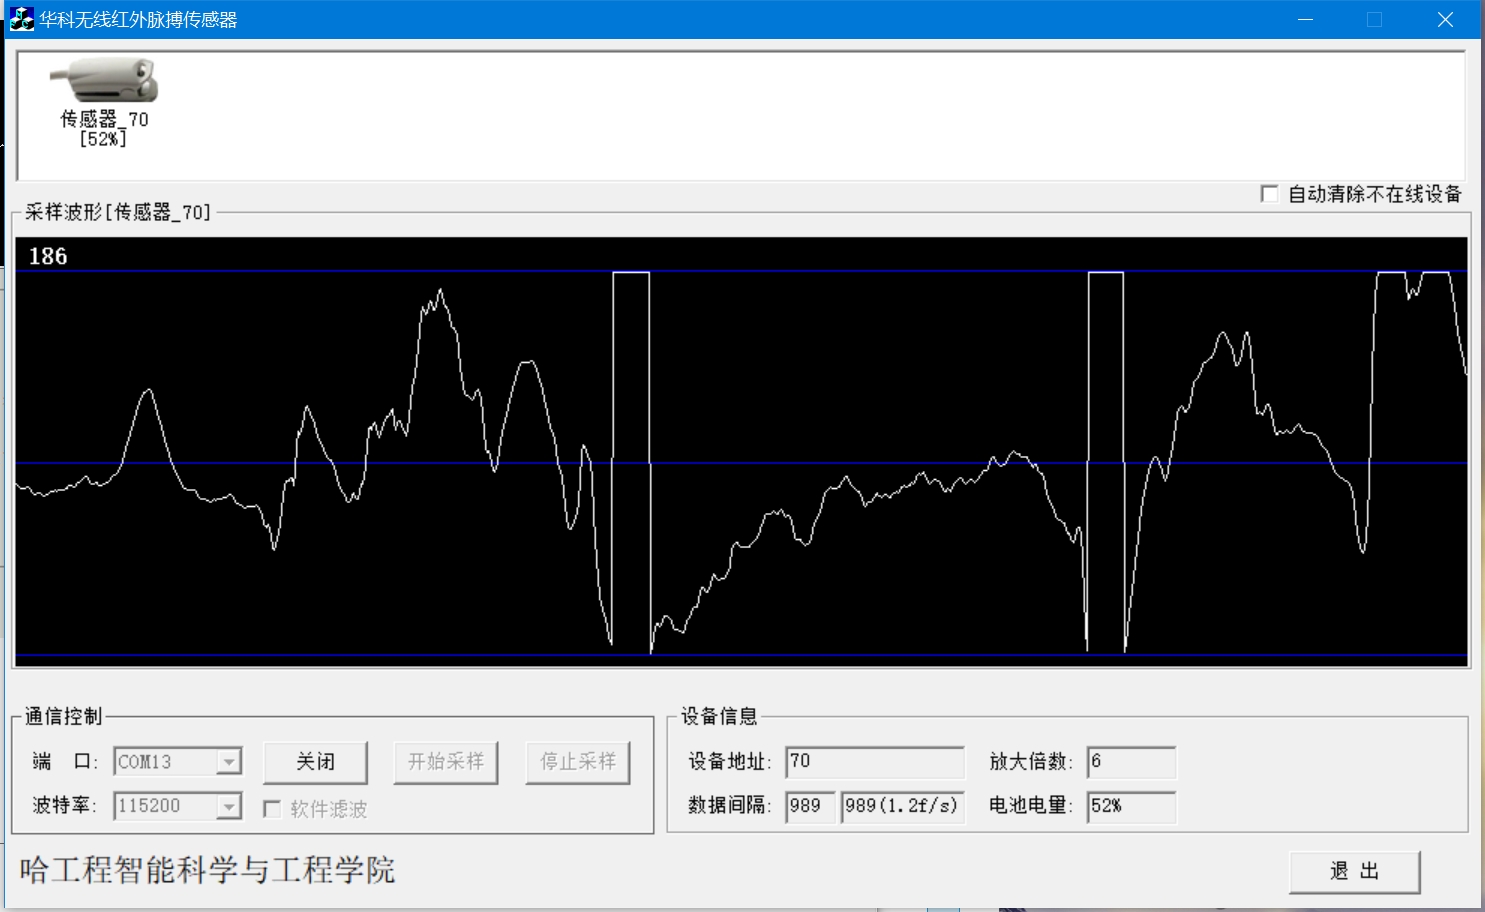 华科无线红外脉搏传感器
传感器_70
[52%]
自动清除不在线设备
采样波形[传感器_70]
186
通信控制
端 口: COM13 关闭 开始采样 停止采样
波特率: 115200 软件滤波
设备信息
设备地址: 70 放大倍数: 6
数据间隔: 989 989(1.2f/s) 电池电量: 52%
哈工程智能科学与工程学院
退 出